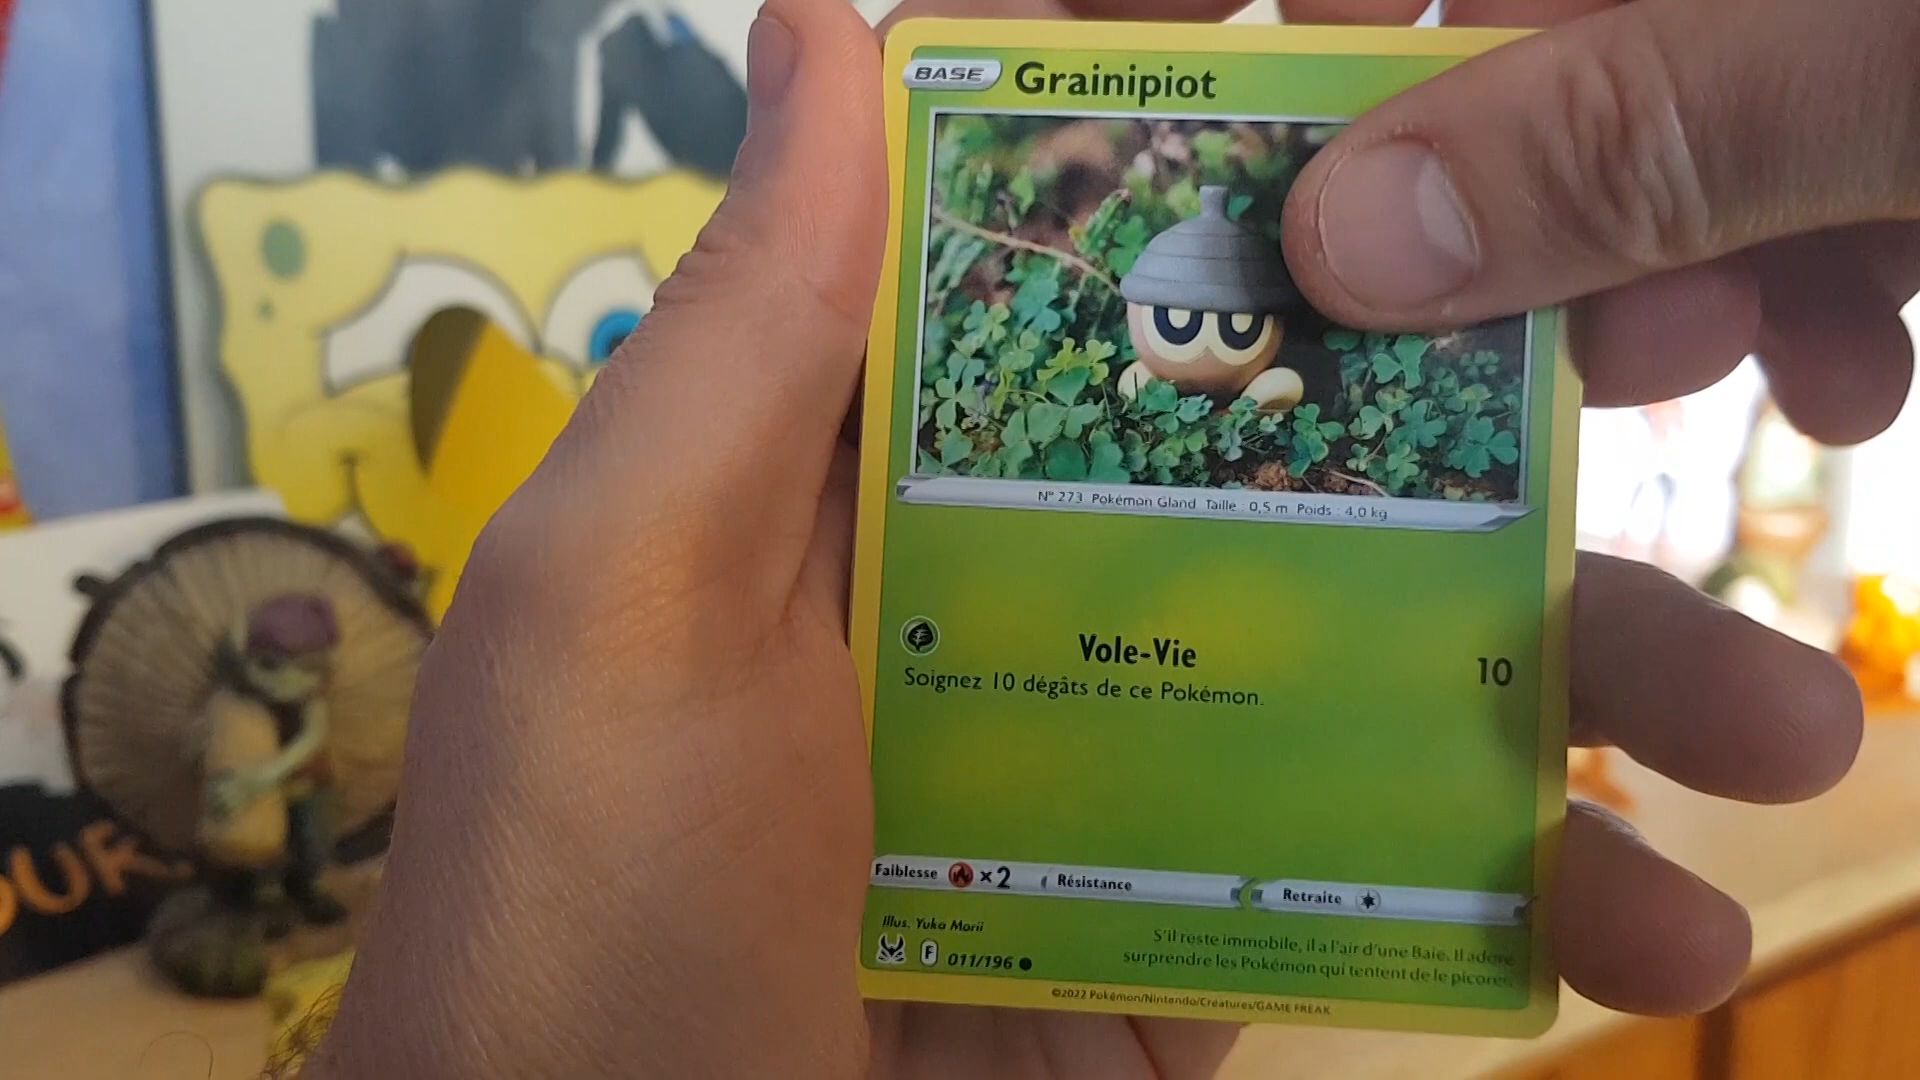 BASE Grainipiot
N° 273 Pokémon Gland Taille : 0,5 m Poids : 4,0 kg
Vole-Vie 10
Soignez 10 dégâts de ce Pokémon.
Faiblesse ×2 Résistance Retraite
Illus. Yuka Morii
F 011/196
S'il reste immobile, il a l'air d'une Baie. Il adore
surprendre les Pokémon qui tentent de le picorer.
©2022 Pokémon/Nintendo/Creatures/GAME FREAK
OUR